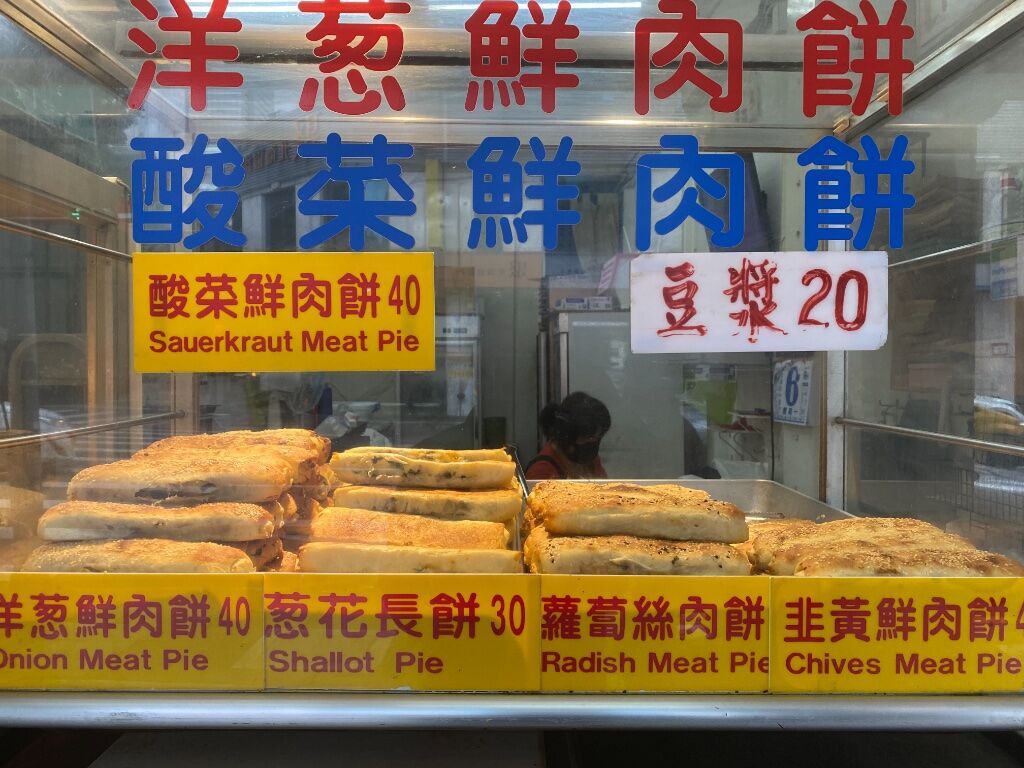 洋葱鮮肉餅
酸菜鮮肉餅
酸菜鮮肉餅40
Sauerkraut Meat Pie
豆漿20
6
洋葱鮮肉餅40
Onion Meat Pie
葱花長餅30
Shallot Pie
蘿蔔絲肉餅
Radish Meat Pie
韭黃鮮肉餅4
Chives Meat Pie